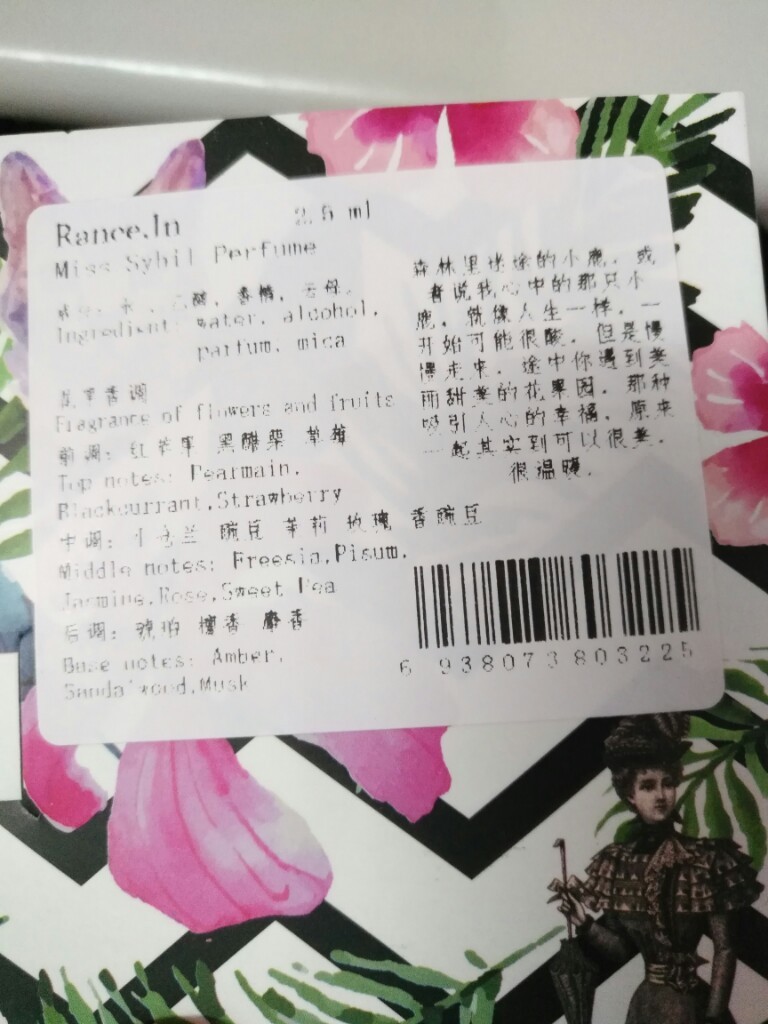 Rance.In 2.5 ml
Miss Sybil Perfume
成分：水、乙醇，香精，云母，
Ingredient: Water, alcohol,
parfum, mica
花果香调
Fragrance of flowers and fruits
前调：红苹果 黑醋栗 草莓
Top notes: Pearmain,
Blackcurrant,Strawberry
中调：小仓兰 豌豆 茉莉 玫瑰 香豌豆
Middle notes: Freesia,Pisum,
Jasmine,Rose,Sweet Pea
后调：琥珀 檀香 麝香
Base notes: Amber,
Sandalwood,Musk
森林里迷途的小鹿，或
者说我心中的那只小
鹿，就像人生一样，一
开始可能很酸，但是慢
慢走来，途中你遇到美
丽甜美的花果园，那种
吸引人心的幸福，原来
一起其实到可以很美，
很温暖.
6 938073803225